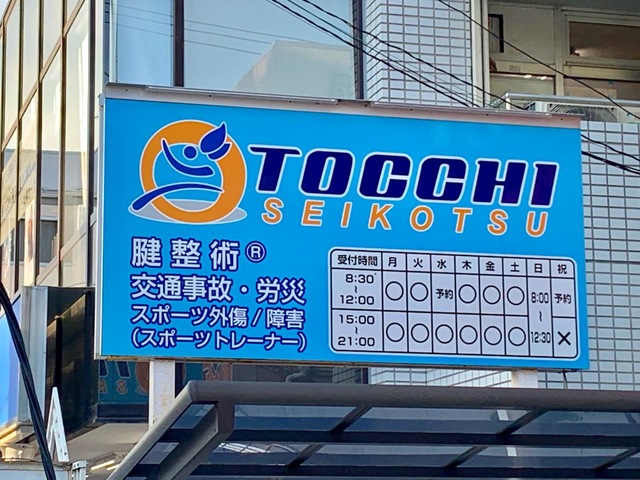 TOCCHI
SEIKOTSU
腱整術®
交通事故・労災
スポーツ外傷/障害
(スポーツトレーナー)
受付時間 月 火 水 木 金 土 日 祝
8:30~12:00 ○ ○ 予約 ○ ○ ○ 8:00~12:30 予約
15:00~21:00 ○ ○ ○ ○ ○ ○ ×